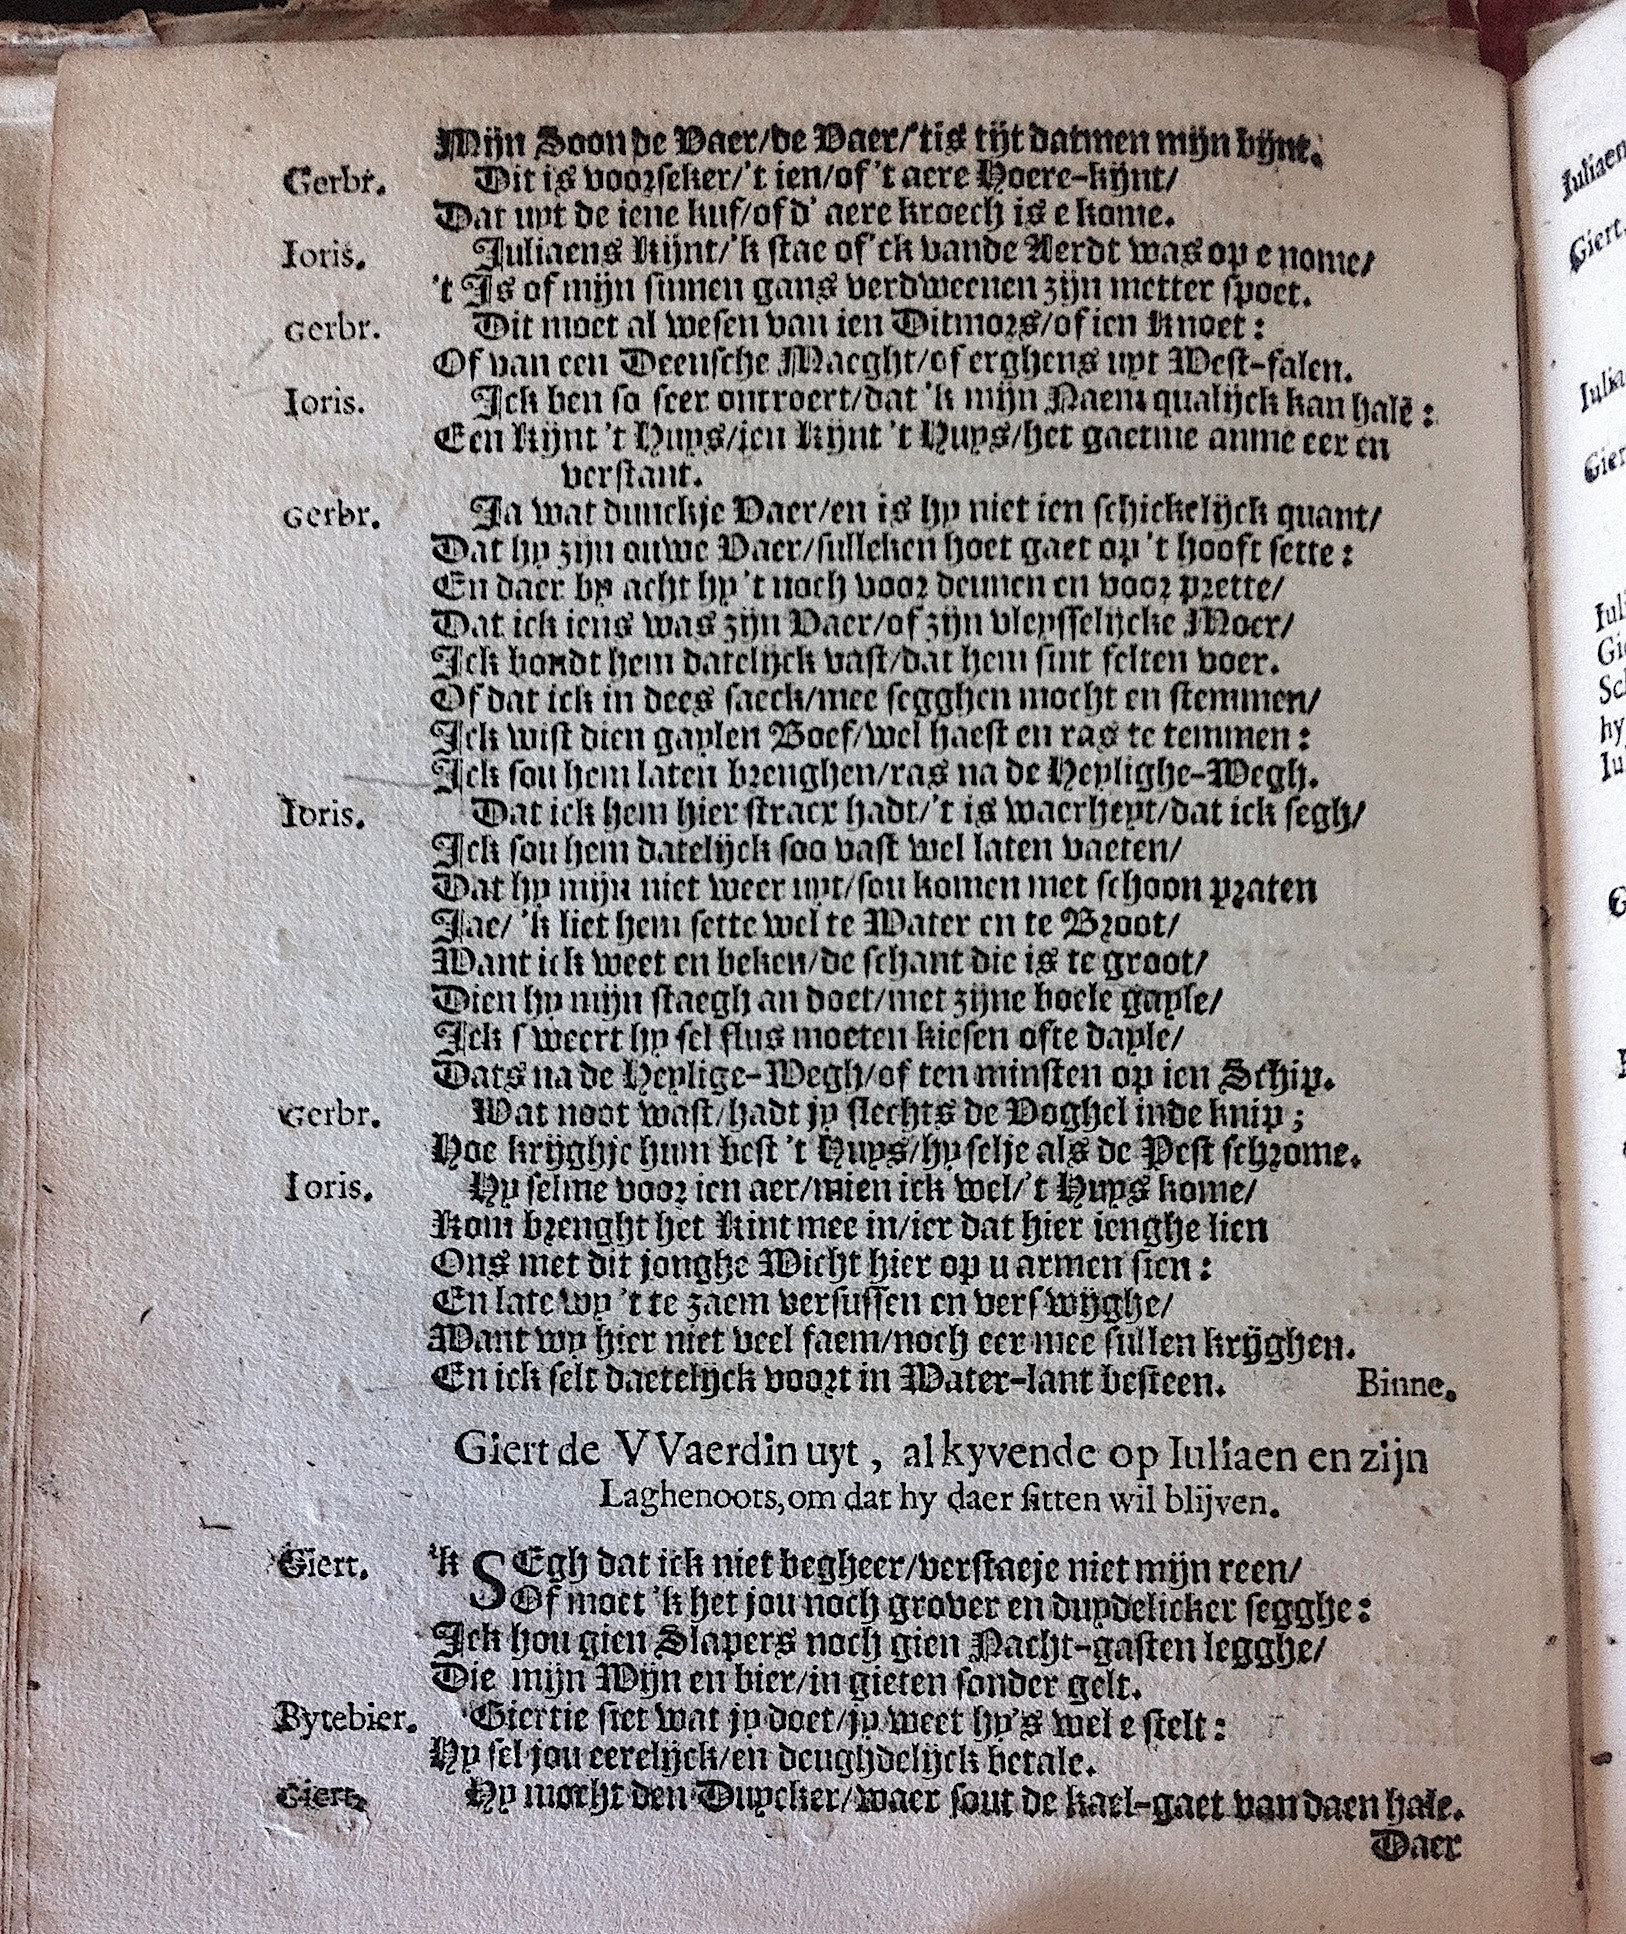 Mijn Soon de Vaer/de Vaer/'tis tijt datmen mijn bijnt.
Gerbr. Dit is voorseker/'t ien/of 't aere Hoere-kijnt/
Dat uyt de iene kuf/of d' aere kroech is e kome.
Ioris. Juliaens Kijnt/'k stae of 'ck vande Aerdt was op e nome/
't Is of mijn sinnen gans verdweenen zijn metter spoet.
Gerbr. Dit moet al wesen van ien Ditmors/of ien Knoet:
Of van een Deensche Maeght/of erghens uyt West-falen.
Ioris. Ick ben so seer ontroert/dat 'k mijn Naem qualijck kan halē:
Een Kijnt 't Huys/ien Kijnt 't Huys/het gaetme anme eer en
verstant.
Gerbr. Ja wat dunckje Vaer/en is hy niet ien schickelijck quant/
Dat hy zijn ouwe Vaer/sulleken hoet gaet op 't hooft sette:
En daer by acht hy 't noch voor deunen en voor prette/
Dat ick iens was zijn Vaer/of zijn vleysselijcke Moer/
Ick bondt hem datelijck vast/dat hem sint felten voer.
Of dat ick in dees saeck/mee segghen mocht en stemmen/
Ick wist dien gaylen Boef/wel haest en ras te temmen:
Ick sou hem laten brenghen/ras na de Heylighe-Wegh.
Ioris. Dat ick hem hier stracx hadt/'t is waerheyt/dat ick segh/
Ick sou hem datelijck soo vast wel laten vaeten/
Dat hy mijn niet weer uyt/sou komen met schoon praten
Jae/ 'k liet hem sette wel te Water en te Broot/
Want ick weet en beken/de schant die is te groot/
Dien hy mijn staegh an doet/met zijne boele gayle/
Ick sweert hy sel flus moeten kiesen ofte dayle/
Dats na de Heylige-Wegh/of ten minsten op ien Schip.
Gerbr. Wat noot wast/hadt jy slechts de Voghel inde knip;
Hoe krijghje hum best 't Huys/hy selje als de Pest schrome.
Ioris. Hy selme voor ien aer/mien ick wel/'t Huys kome/
Kom brenght het Kint mee in/ier dat hier ienghe lien
Ons met dit jonghe Wicht hier op u armen sien:
En late wy 't te zaem versussen en verswijghe/
Want wy hier niet veel faem/noch eer mee sullen krijghen.
En ick selt daetelijck voort in Water-lant besteen. Binne.
Giert de VVaerdin uyt, al kyvende op Iuliaen en zijn
Laghenoots, om dat hy daer sitten wil blijven.
Giert. 'k SEgh dat ick niet begheer/verstaeje niet mijn reen/
Of moet 'k het jou noch grover en duydelicker segghe:
Ick hou gien Slapers noch gien Nacht-gasten legghe/
Die mijn Wijn en bier/in gieten sonder gelt.
Bytebier. Giertie siet wat jy doet/jy weet hy's wel e stelt:
Hy sel jou eerelijck/en deughdelijck betale.
Giert. Hy mocht den Duycker/waer sout de kael-gaet van daen hale.
Daer
Iuliaen
Giert.